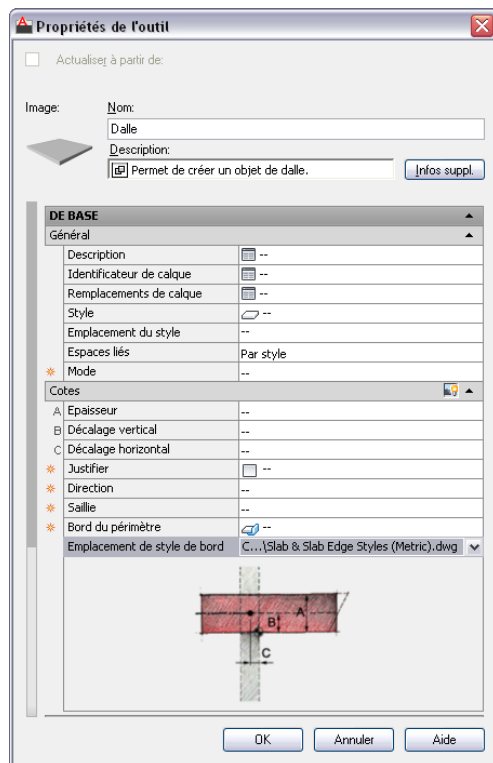 Propriétés de l'outil
Actualiser à partir de:
Image:
Nom:
Dalle
Description:
Permet de créer un objet de dalle.
Infos suppl.
DE BASE
Général
Description --
Identificateur de calque --
Remplacements de calque --
Style --
Emplacement du style --
Espaces liés Par style
Mode --
Cotes
A Epaisseur --
B Décalage vertical --
C Décalage horizontal --
Justifier --
Direction --
Saillie --
Bord du périmètre --
Emplacement de style de bord C...\Slab & Slab Edge Styles (Metric).dwg
A
B
C
OK Annuler Aide